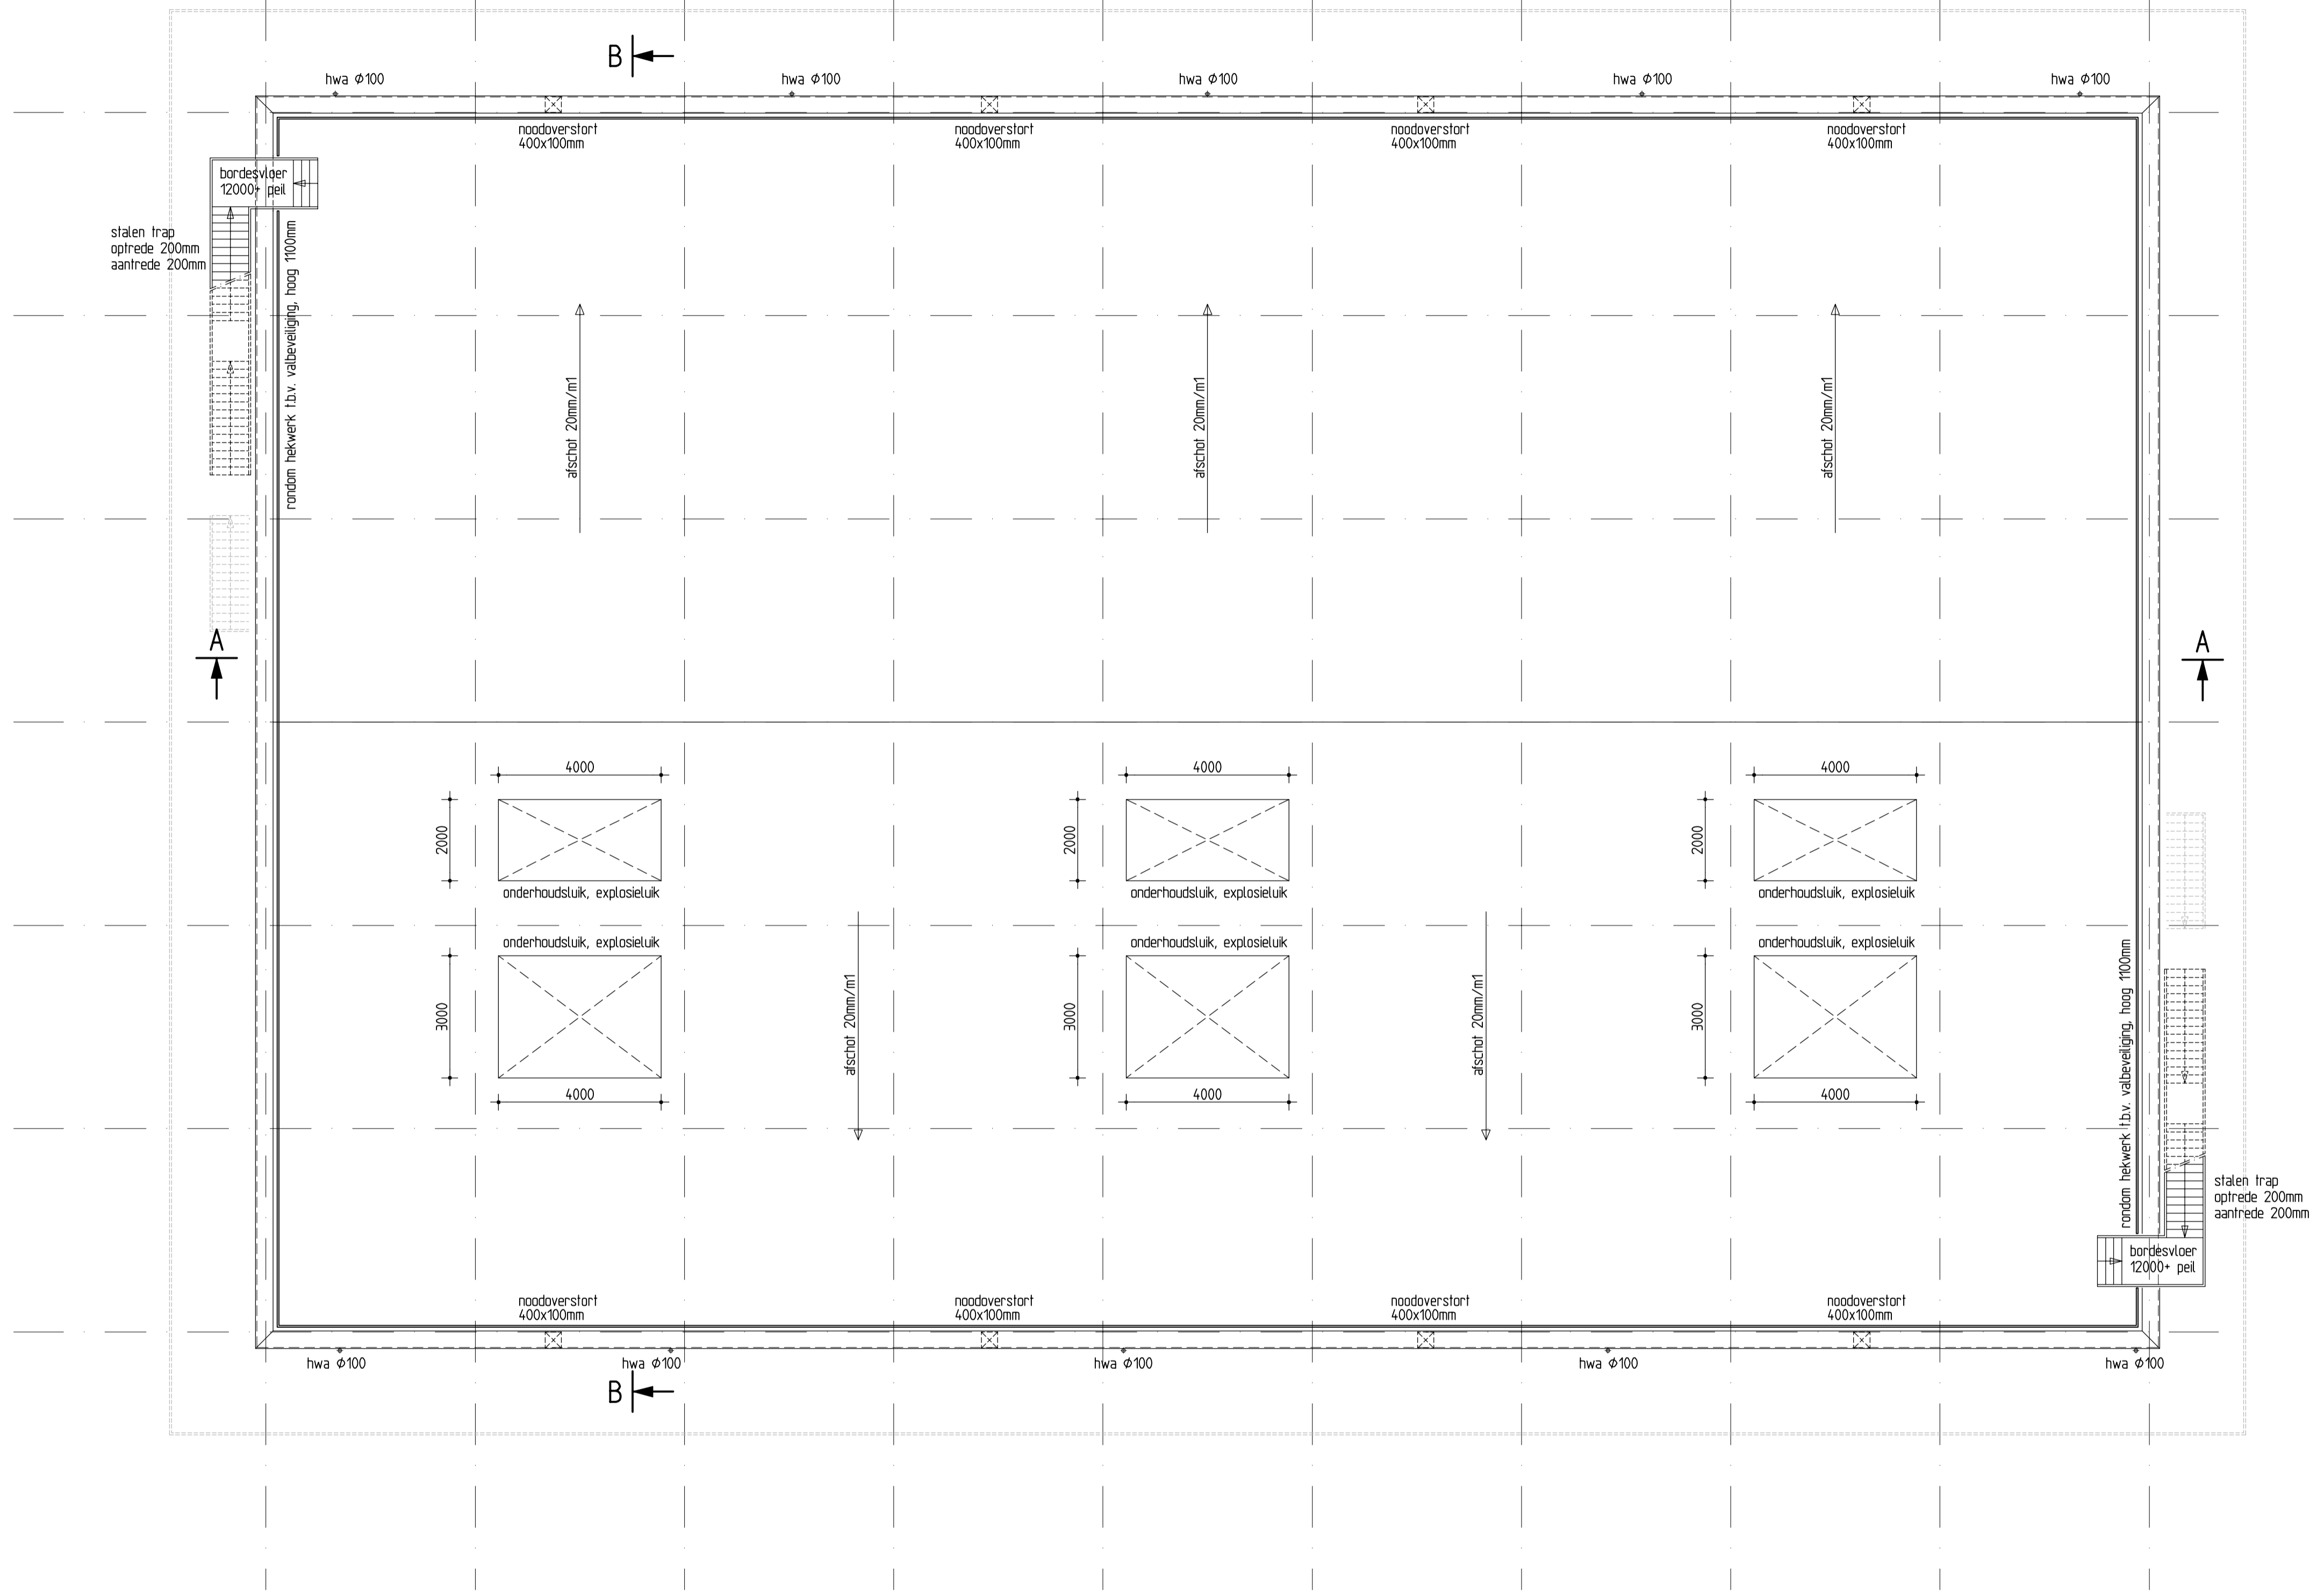 B
hwa Ø100
hwa Ø100
hwa Ø100
hwa Ø100
hwa Ø100
noodoverstort
400x100mm
noodoverstort
400x100mm
noodoverstort
400x100mm
noodoverstort
400x100mm
bordesvloer
12000+ peil
stalen trap
optrede 200mm
aantrede 200mm
rondom hekwerk t.b.v. valbeveiliging, hoog 1100mm
afschot 20mm/m1
afschot 20mm/m1
afschot 20mm/m1
A
A
4000
4000
4000
2000
2000
2000
onderhoudsluik, explosieluik
onderhoudsluik, explosieluik
onderhoudsluik, explosieluik
onderhoudsluik, explosieluik
onderhoudsluik, explosieluik
onderhoudsluik, explosieluik
3000
3000
3000
afschot 20mm/m1
afschot 20mm/m1
4000
4000
4000
rondom hekwerk t.b.v. valbeveiliging, hoog 1100mm
stalen trap
optrede 200mm
aantrede 200mm
bordesvloer
12000+ peil
noodoverstort
400x100mm
noodoverstort
400x100mm
noodoverstort
400x100mm
noodoverstort
400x100mm
hwa Ø100
hwa Ø100
hwa Ø100
hwa Ø100
hwa Ø100
B